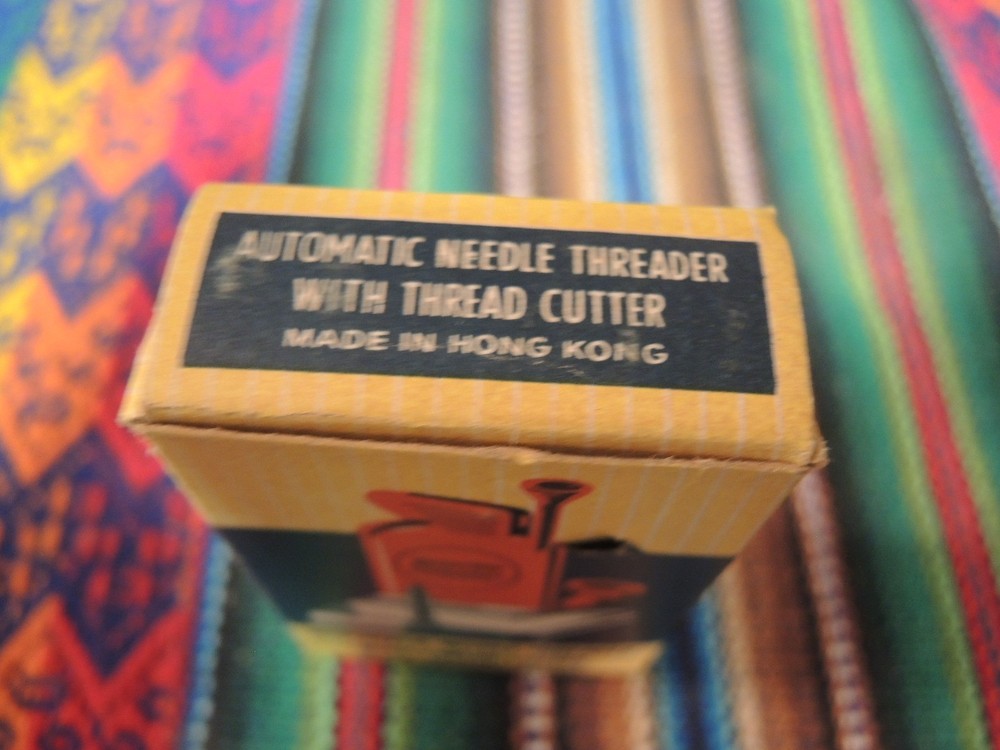 AUTOMATIC NEEDLE THREADER
WITH THREAD CUTTER
MADE IN HONG KONG